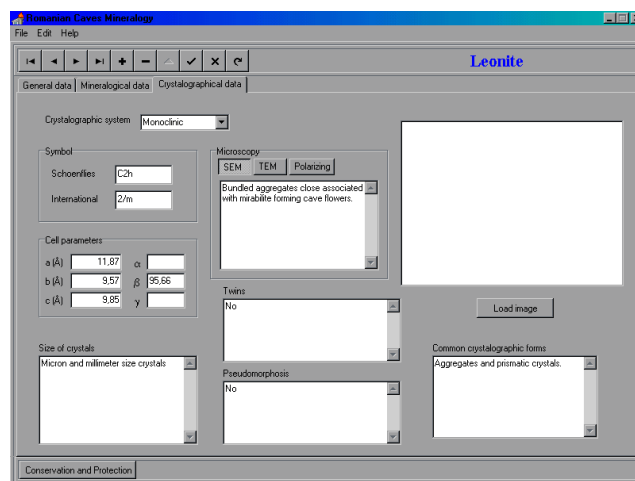 Romanian Caves Mineralogy
File Edit Help
Leonite
General data Mineralogical data Crystalographical data
Crystalographic system Monoclinic
Symbol
Schoenflies C2h
International 2/m
Microscopy
SEM TEM Polarizing
Bundled aggregates close associated
with mirabilite forming cave flowers.
Cell parameters
a (Å) 11,87 α
b (Å) 9,57 β 95,66
c (Å) 9,85 γ
Twins
No
Load image
Size of crystals
Micron and millimeter size crystals
Pseudomorphosis
No
Common crystalographic forms
Aggregates and prismatic crystals.
Conservation and Protection